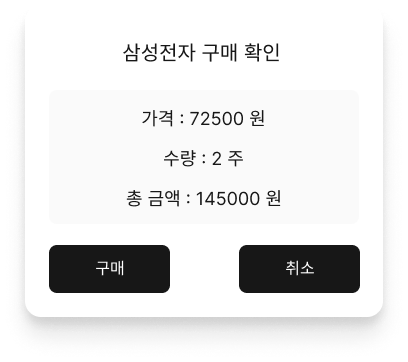 삼성전자 구매 확인
가격 : 72500 원
수량 : 2 주
총 금액 : 145000 원
구매
취소